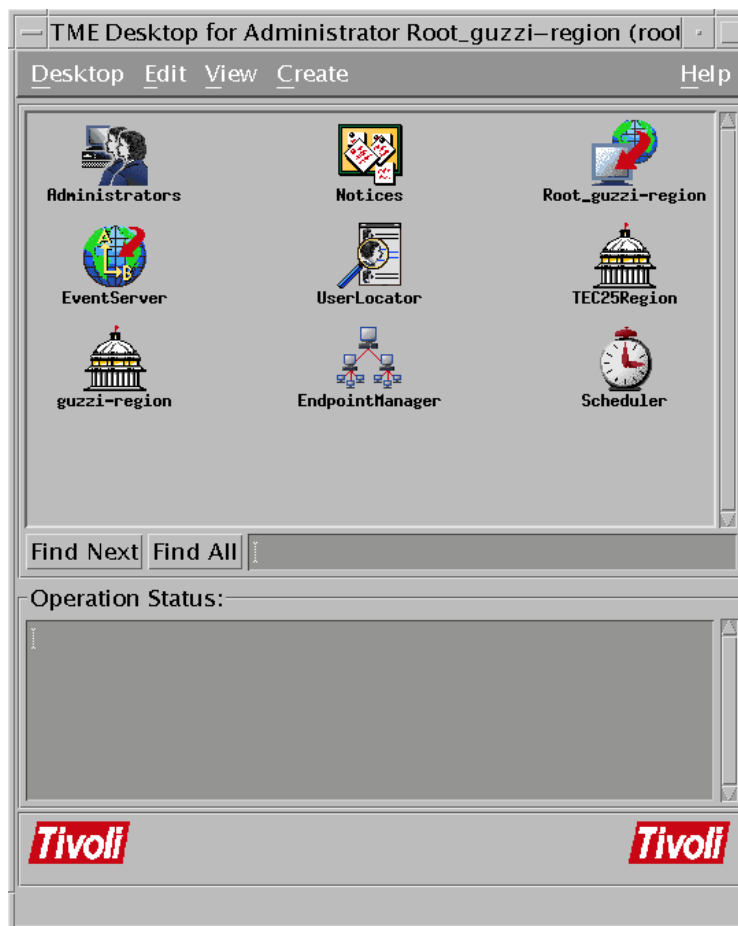 TME Desktop for Administrator Root_guzzi-region (root
Desktop Edit View Create Help
Administrators Notices Root_guzzi-region
EventServer UserLocator TEC25Region
guzzi-region EndpointManager Scheduler
Find Next Find All
Operation Status:
Tivoli Tivoli